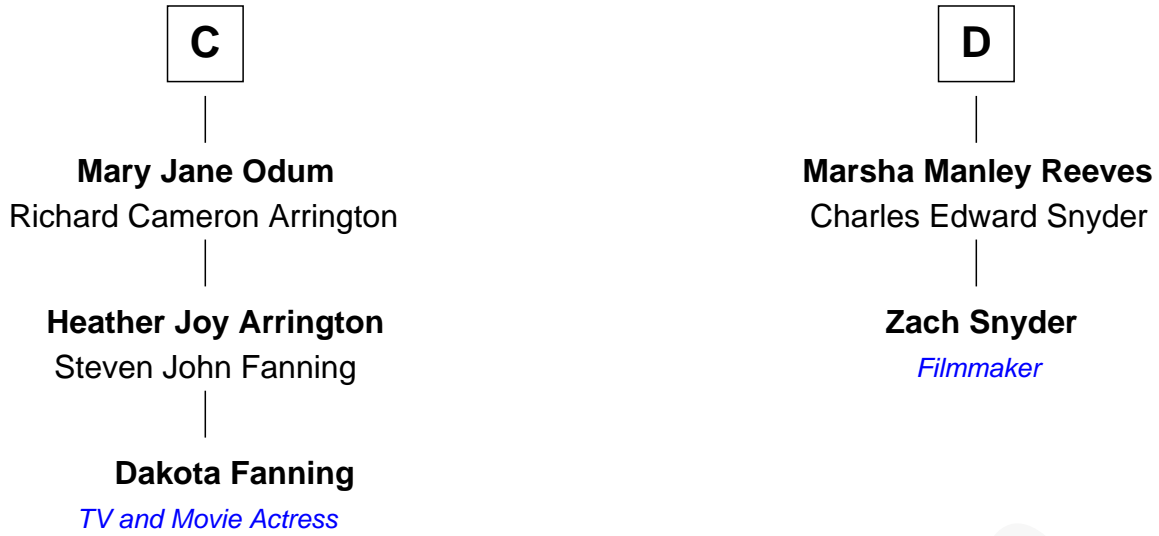 C
Mary Jane Odum
Richard Cameron Arrington
Heather Joy Arrington
Steven John Fanning
Dakota Fanning
TV and Movie Actress
D
Marsha Manley Reeves
Charles Edward Snyder
Zach Snyder
Filmmaker